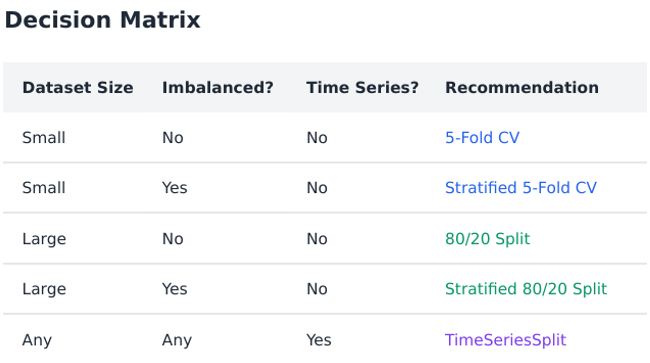 Decision Matrix
Dataset Size Imbalanced? Time Series? Recommendation
Small No No 5-Fold CV
Small Yes No Stratified 5-Fold CV
Large No No 80/20 Split
Large Yes No Stratified 80/20 Split
Any Any Yes TimeSeriesSplit